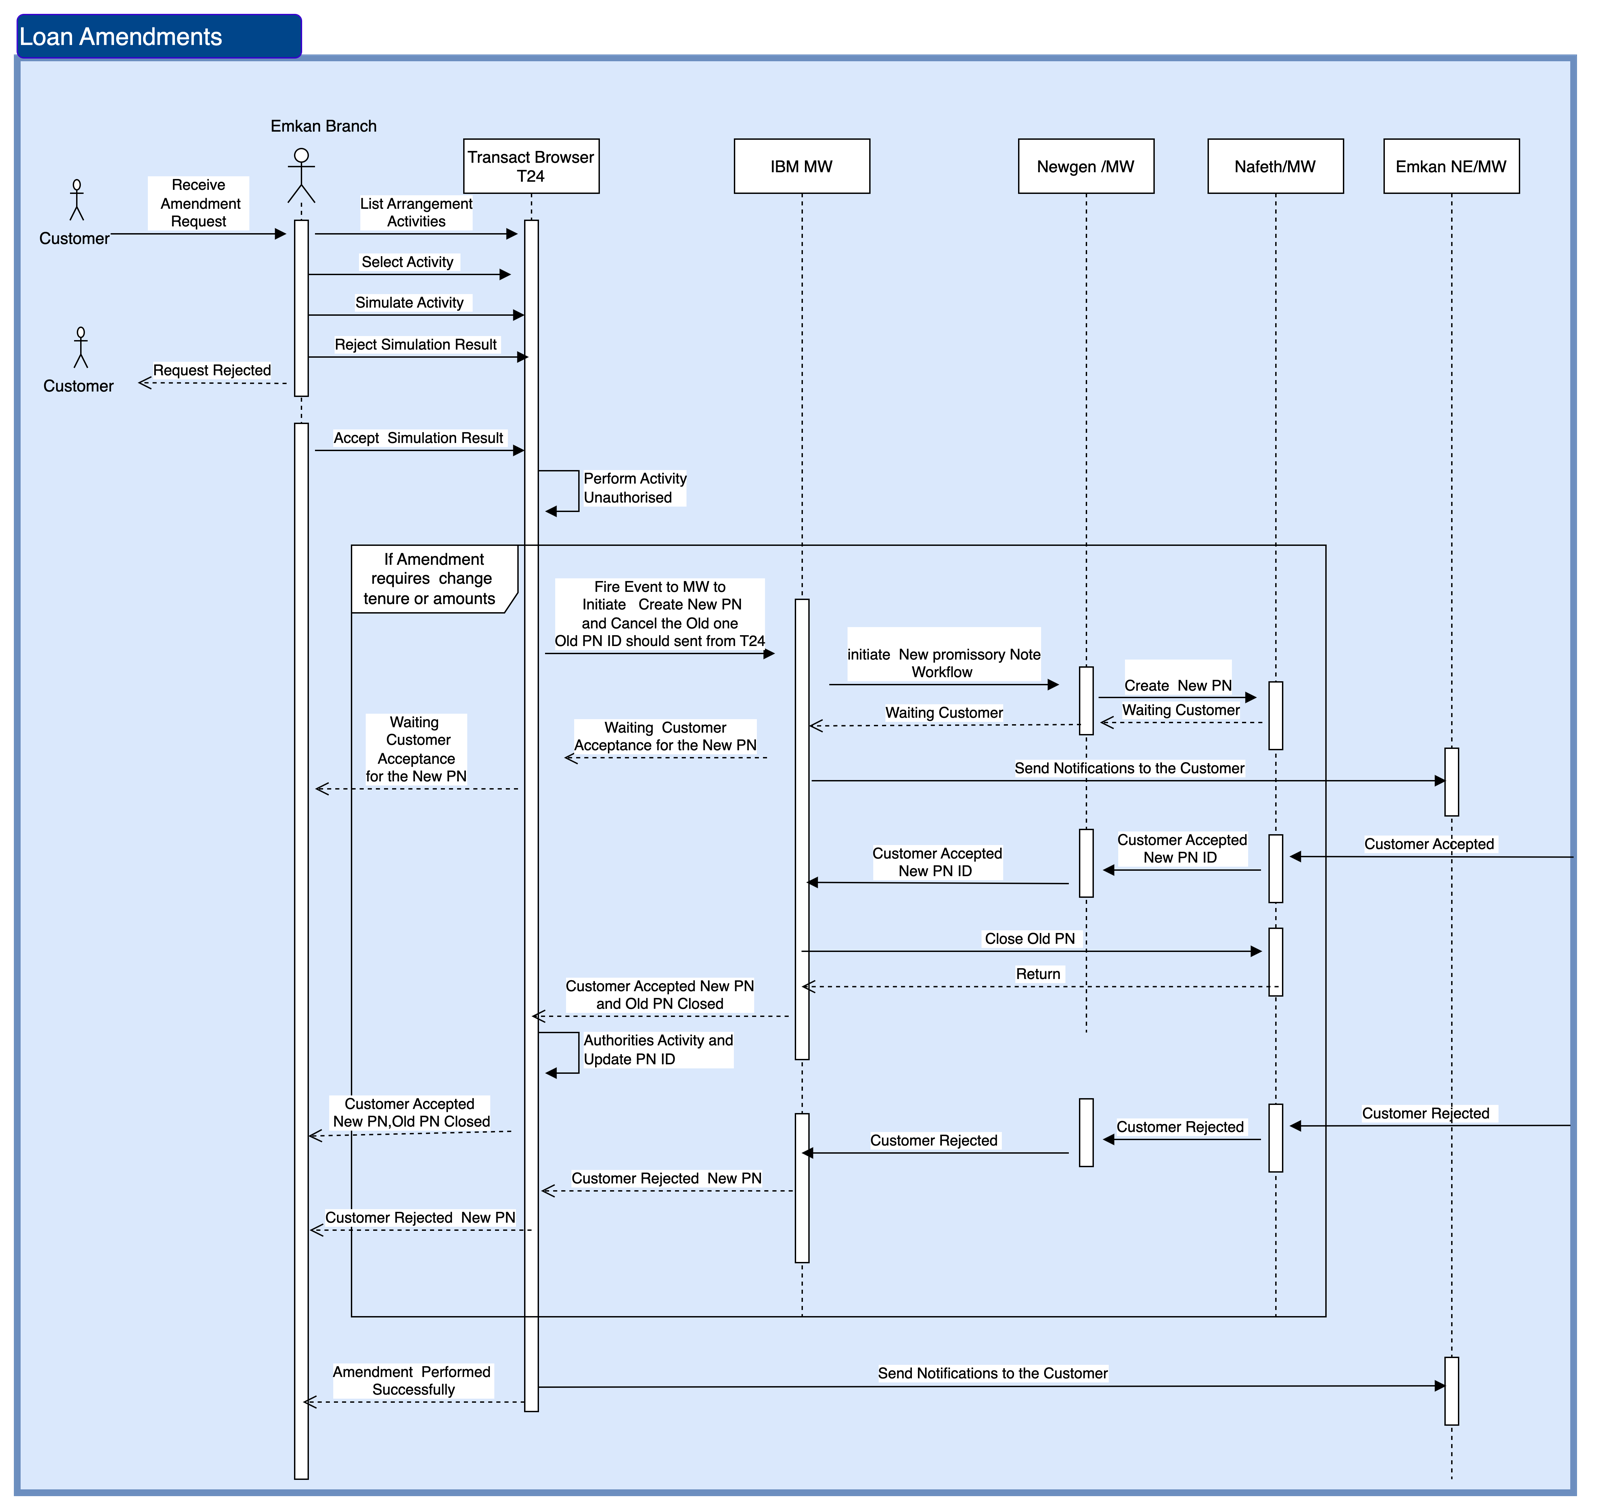 Loan Amendments
Emkan Branch
Transact Browser
T24
IBM MW
Newgen /MW
Nafeth/MW
Emkan NE/MW
Customer
Receive
Amendment
Request
List Arrangement
Activities
Select Activity
Simulate Activity
Reject Simulation Result
Customer
Request Rejected
Accept Simulation Result
Perform Activity
Unauthorised
If Amendment
requires change
tenure or amounts
Fire Event to MW to
Initiate Create New PN
and Cancel the Old one
Old PN ID should sent from T24
initiate New promissory Note
Workflow
Create New PN
Waiting Customer
Waiting Customer
Waiting Customer
Acceptance for the New PN
Waiting
Customer
Acceptance
for the New PN
Send Notifications to the Customer
Customer Accepted
Customer Accepted
New PN ID
Customer Accepted
New PN ID
Close Old PN
Return
Customer Accepted New PN
and Old PN Closed
Authorities Activity and
Update PN ID
Customer Accepted
New PN,Old PN Closed
Customer Rejected
Customer Rejected
Customer Rejected
Customer Rejected New PN
Customer Rejected New PN
Amendment Performed
Successfully
Send Notifications to the Customer